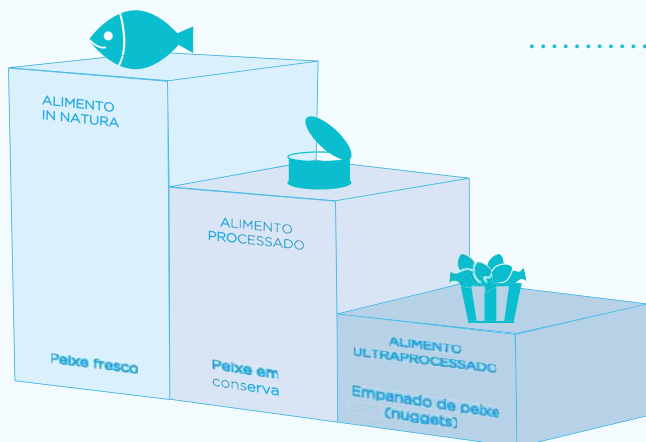 ALIMENTO
IN NATURA
Peixe fresco
ALIMENTO
PROCESSADO
Peixe em
conserva
ALIMENTO
ULTRAPROCESSADO
Empanado de peixe
(nuggets)